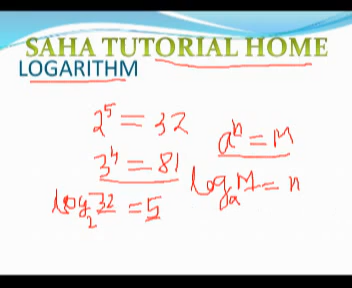 SAHA TUTORIAL HOME
LOGARITHM
2⁵ = 32
3⁴ = 81
log₂32 = 5
aⁿ = M
logₐM = n